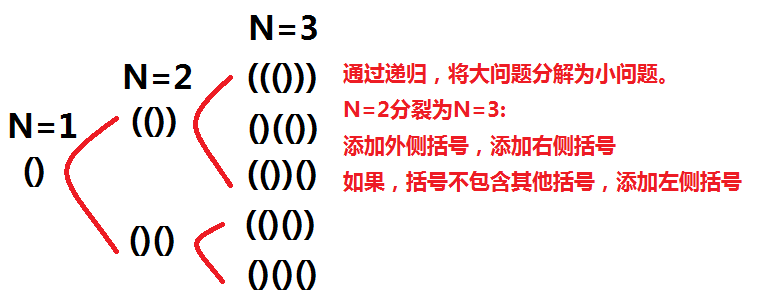 N=3
N=2
N=1
((()))
(())
()(())
()
(())()
()()
(()())
()()()
通过递归，将大问题分解为小问题。
N=2分裂为N=3:
添加外侧括号，添加右侧括号
如果，括号不包含其他括号，添加左侧括号